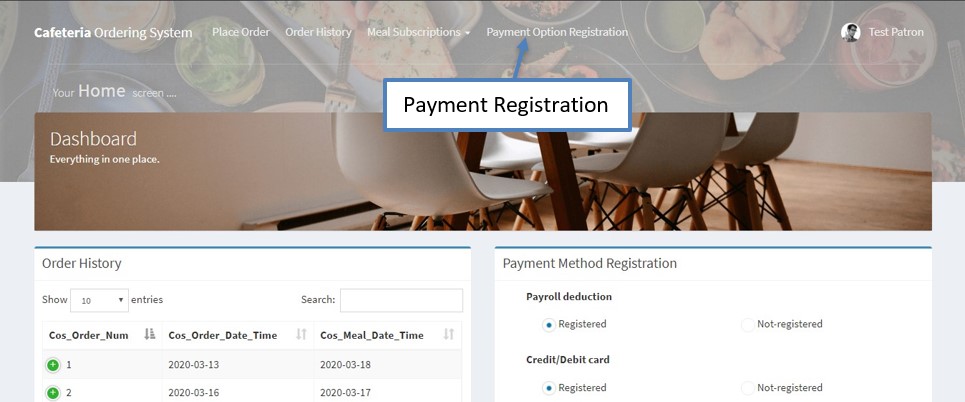 Cafeteria Ordering System Place Order Order History Meal Subscriptions Payment Option Registration Test Patron
Payment Registration
Your Home screen ....
Dashboard
Everything in one place.
Order History
Show 10 entries Search:
Cos_Order_Num Cos_Order_Date_Time Cos_Meal_Date_Time
1 2020-03-13 2020-03-18
2 2020-03-16 2020-03-17
Payment Method Registration
Payroll deduction
Registered Not-registered
Credit/Debit card
Registered Not-registered